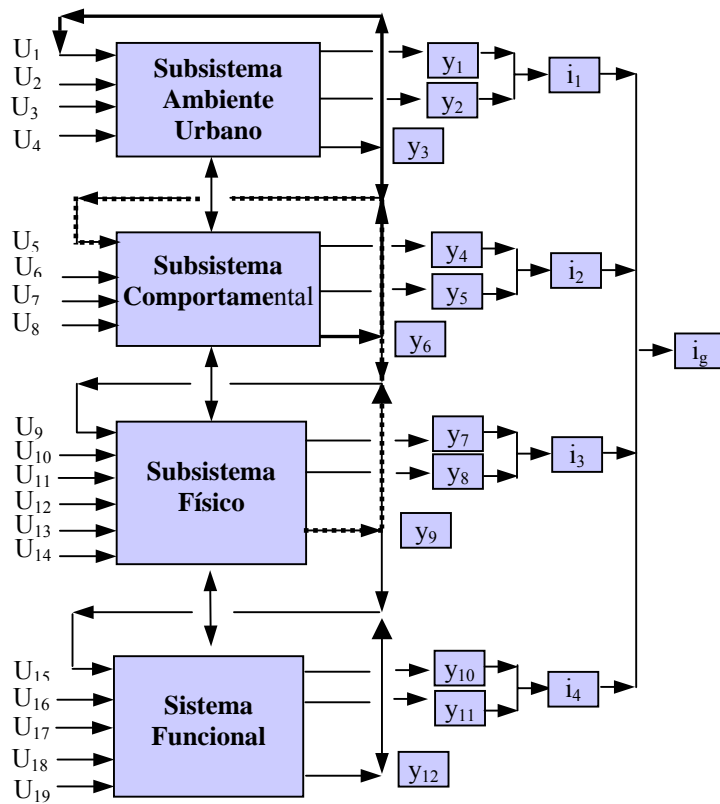 U₁
U₂
U₃
U₄
Subsistema
Ambiente
Urbano
y₁
y₂
y₃
i₁
U₅
U₆
U₇
U₈
Subsistema
Comportamental
y₄
y₅
y₆
i₂
i_g
U₉
U₁₀
U₁₁
U₁₂
U₁₃
U₁₄
Subsistema
Físico
y₇
y₈
y₉
i₃
U₁₅
U₁₆
U₁₇
U₁₈
U₁₉
Sistema
Funcional
y₁₀
y₁₁
y₁₂
i₄